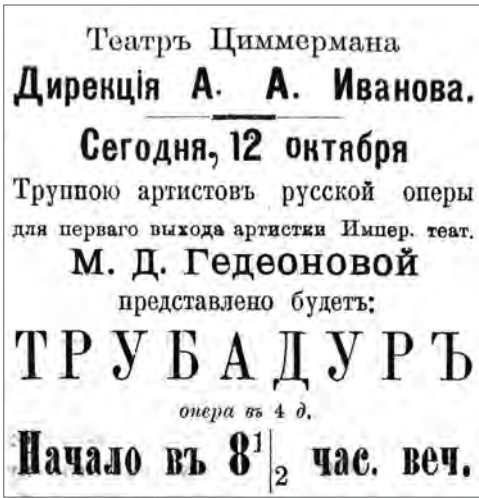 Театръ Циммермана
Дирекція А. А. Иванова.
Сегодня, 12 октября
Труппою артистовъ русской оперы
для перваго выхода артистки Импер. теат.
М. Д. Гедеоновой
представлено будетъ:
ТРУБАДУРЪ
опера въ 4 д.
Начало въ 8 1/2 час. веч.